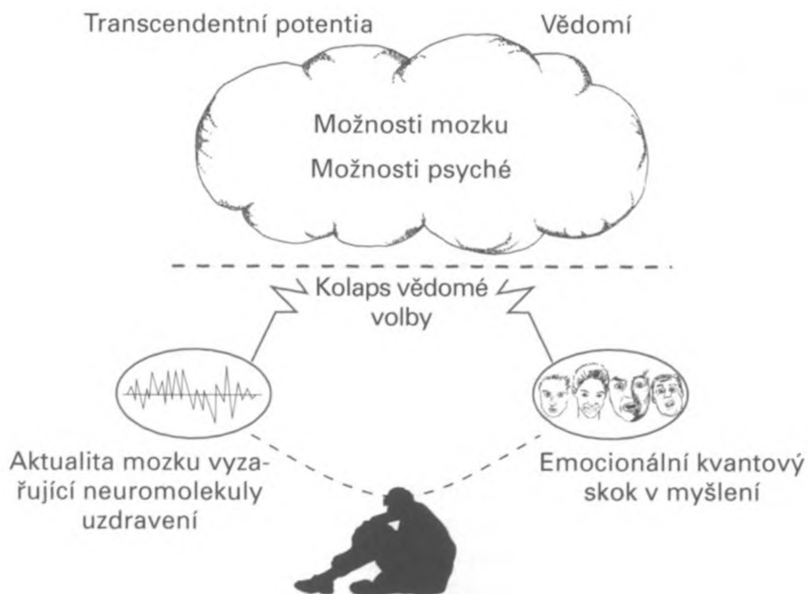 Transcendentní potentia
Vědomí
Možnosti mozku
Možnosti psyché
Kolaps vědomé
volby
Aktualita mozku vyza-
řující neuromolekuly
uzdravení
Emocionální kvantový
skok v myšlení